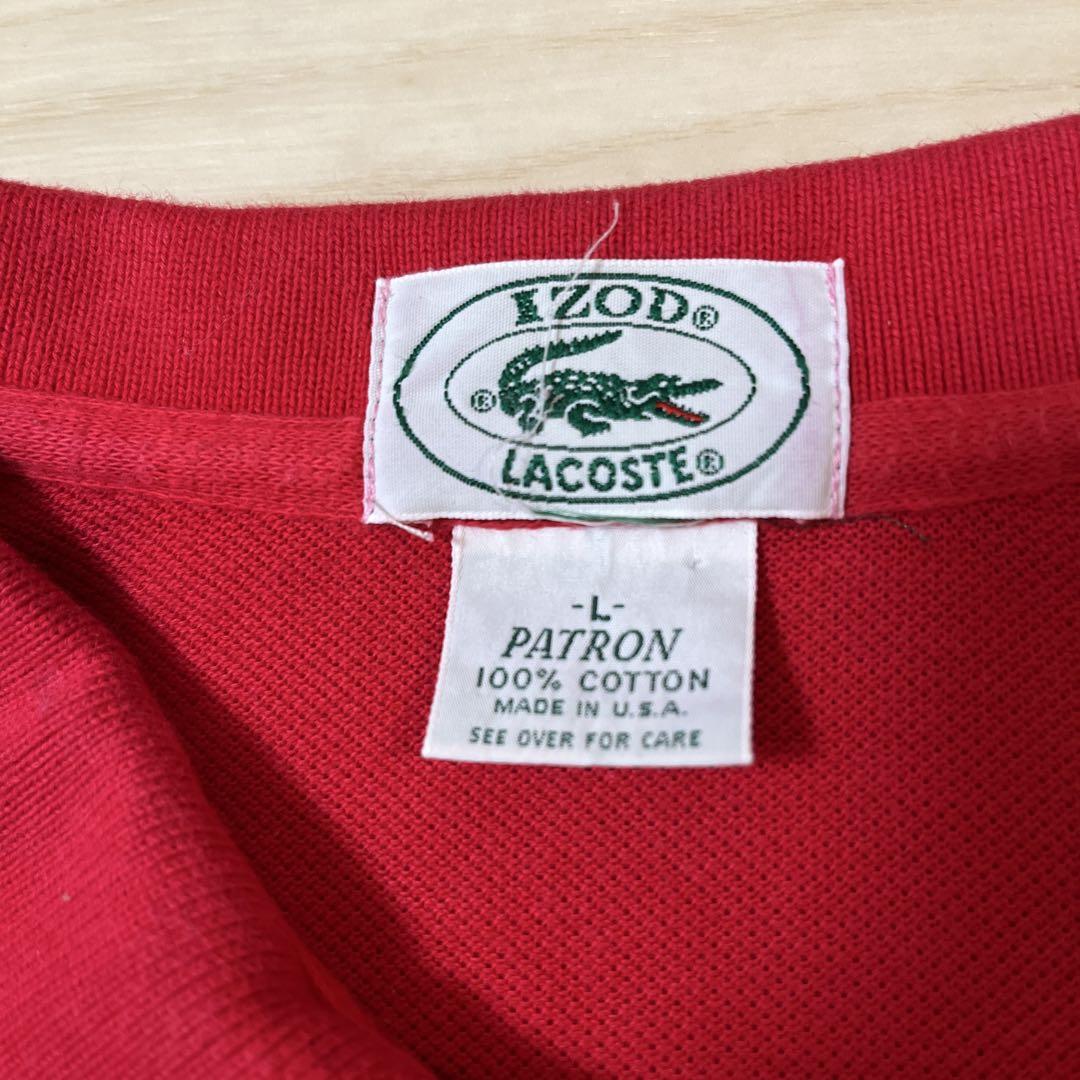 IZOD®
®
LACOSTE®
-L-
PATRON
100% COTTON
MADE IN U.S.A.
SEE OVER FOR CARE